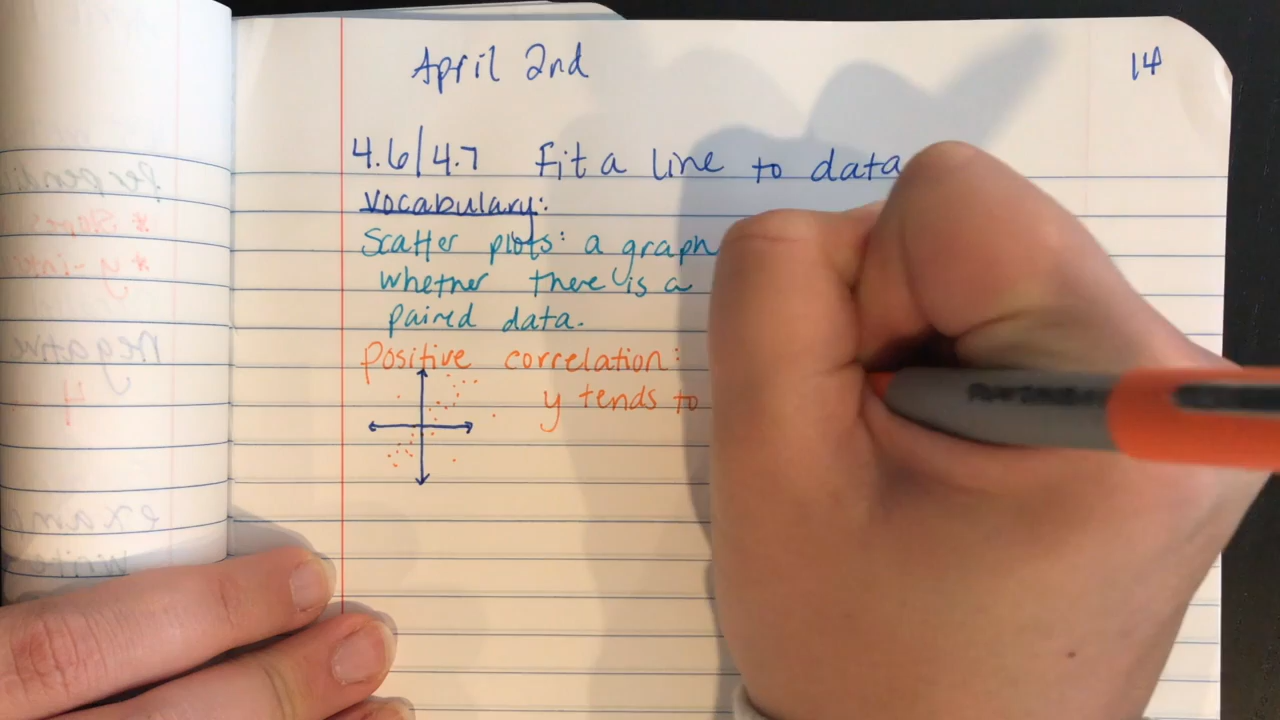 April 2nd
14
4.6/4.7 Fit a line to data
Vocabulary:
Scatter plots: a graph
whether there is a
paired data.
Positive correlation:
y tends to